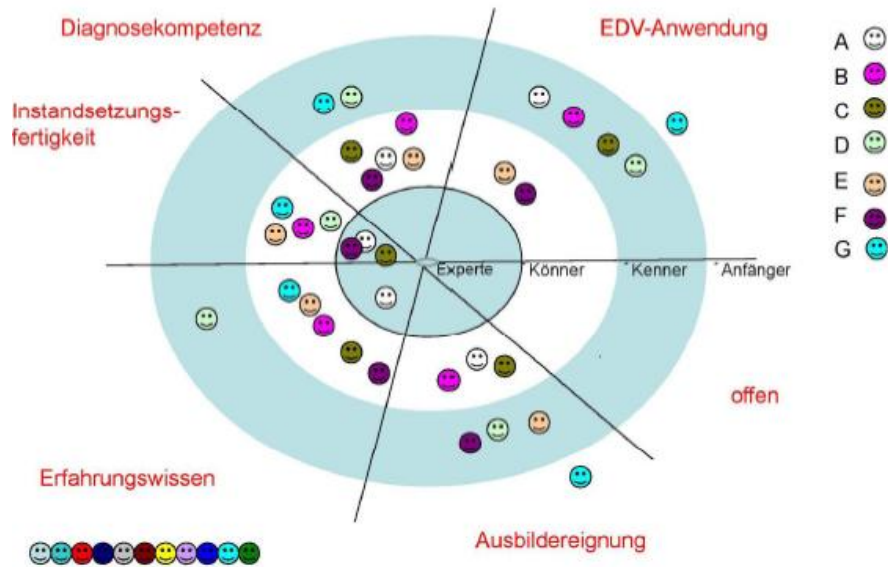 Diagnosekompetenz
EDV-Anwendung
Instandsetzungs-
fertigkeit
A
B
C
D
E
F
G
Experte
Könner
Kenner
Anfänger
offen
Erfahrungswissen
Ausbildereignung